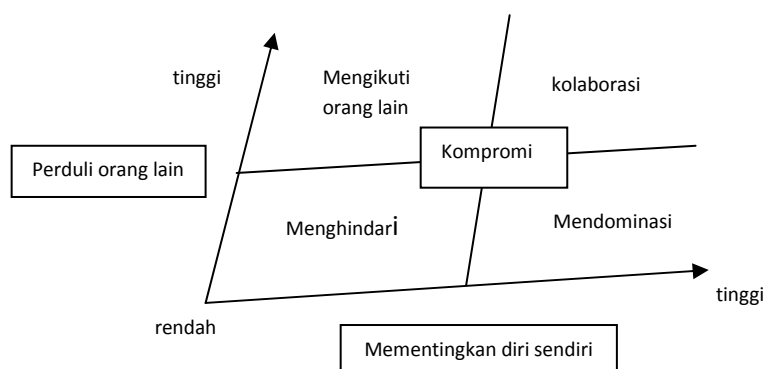 tinggi
Mengikuti
orang lain
kolaborasi
Perduli orang lain
Kompromi
Menghindari
Mendominasi
tinggi
rendah
Mementingkan diri sendiri